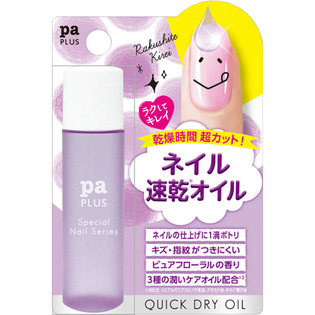 pa
PLUS
Rakushite
Kirei
ラクして
キレイ
乾燥時間 超カット!
ネイル
速乾オイル
ネイルの仕上げに1滴ポトリ
キズ・指紋がつきにくい
ピュアフローラルの香り
3種の潤いケアオイル配合※2
pa
PLUS
Special
Nail Series
QUICK DRY OIL